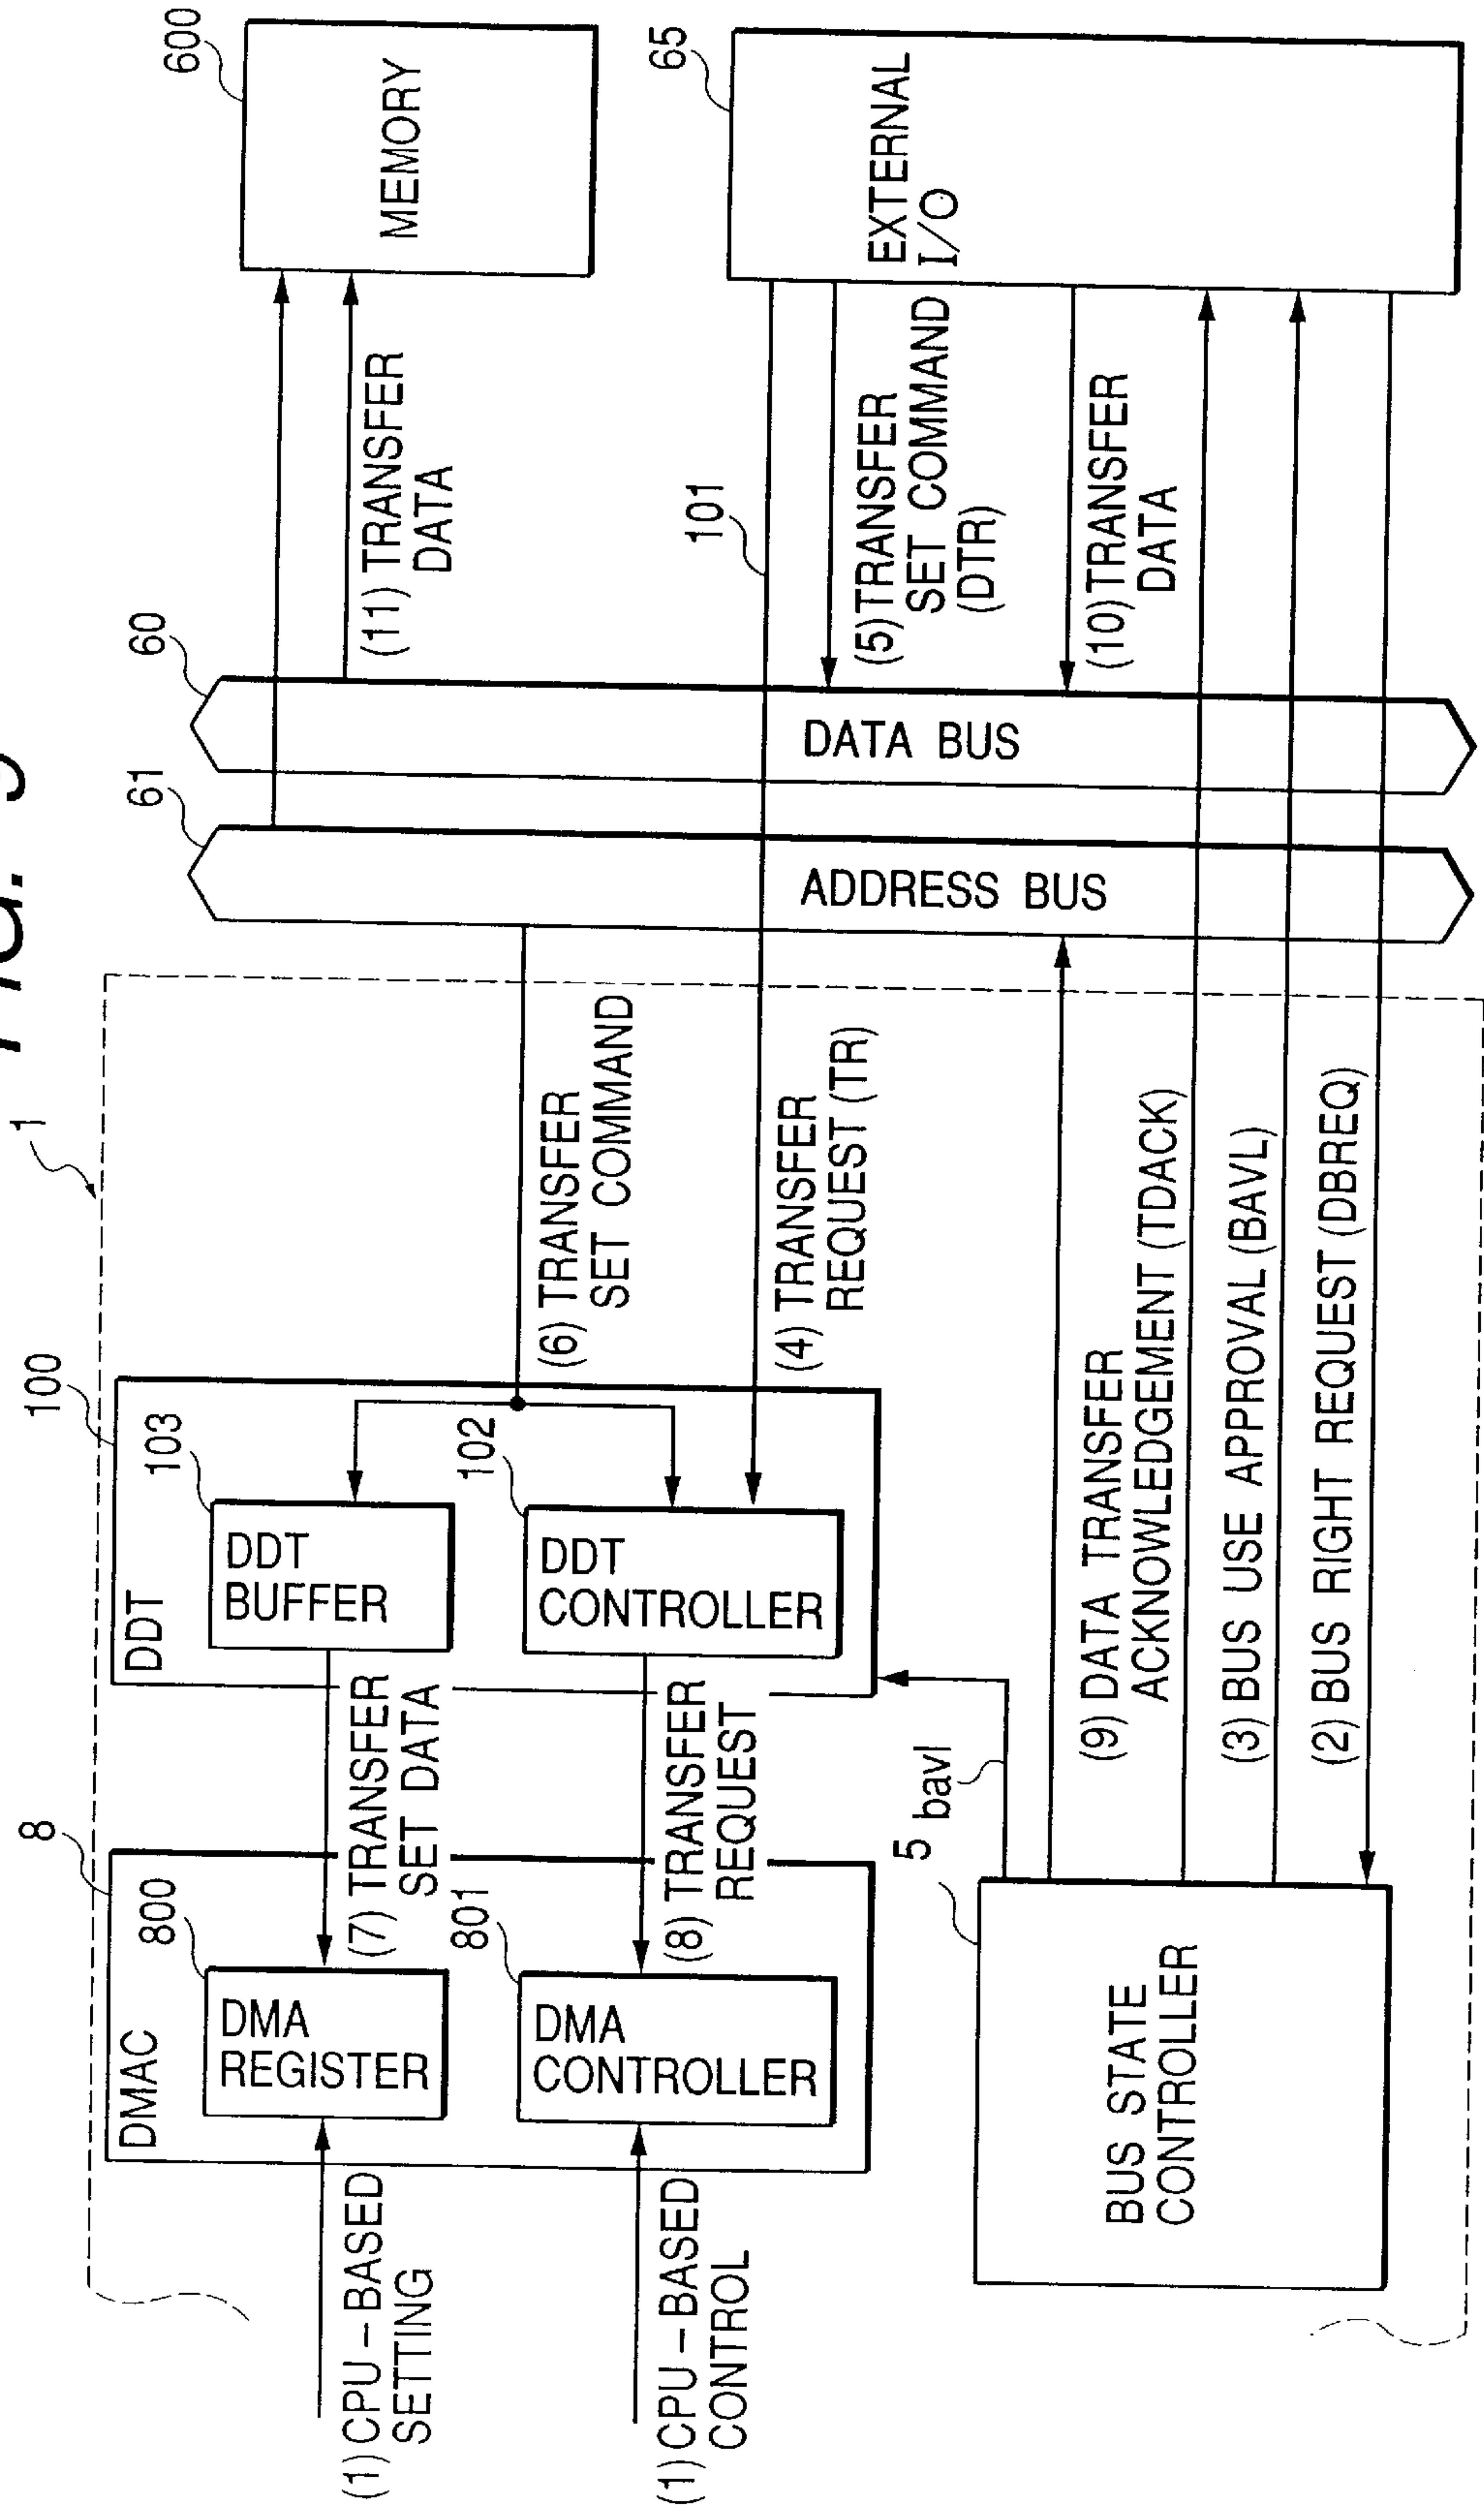 FIG. 9
1
8
100
61
60
600
DMAC
800
DMA
REGISTER
DDT
103
DDT
BUFFER
MEMORY
(1) CPU-BASED
SETTING
(7) TRANSFER
SET DATA
(6) TRANSFER
SET COMMAND
(11) TRANSFER
DATA
801
DMA
CONTROLLER
102
DDT
CONTROLLER
101
65
(1) CPU-BASED
CONTROL
(8) TRANSFER
REQUEST
(4) TRANSFER
REQUEST (TR)
ADDRESS BUS
DATA BUS
(5) TRANSFER
SET COMMAND
(DTR)
EXTERNAL
I/O
5
bavl
BUS STATE
CONTROLLER
(9) DATA TRANSFER
ACKNOWLEDGEMENT (TDACK)
(10) TRANSFER
DATA
(3) BUS USE APPROVAL (BAVL)
(2) BUS RIGHT REQUEST (DBREQ)